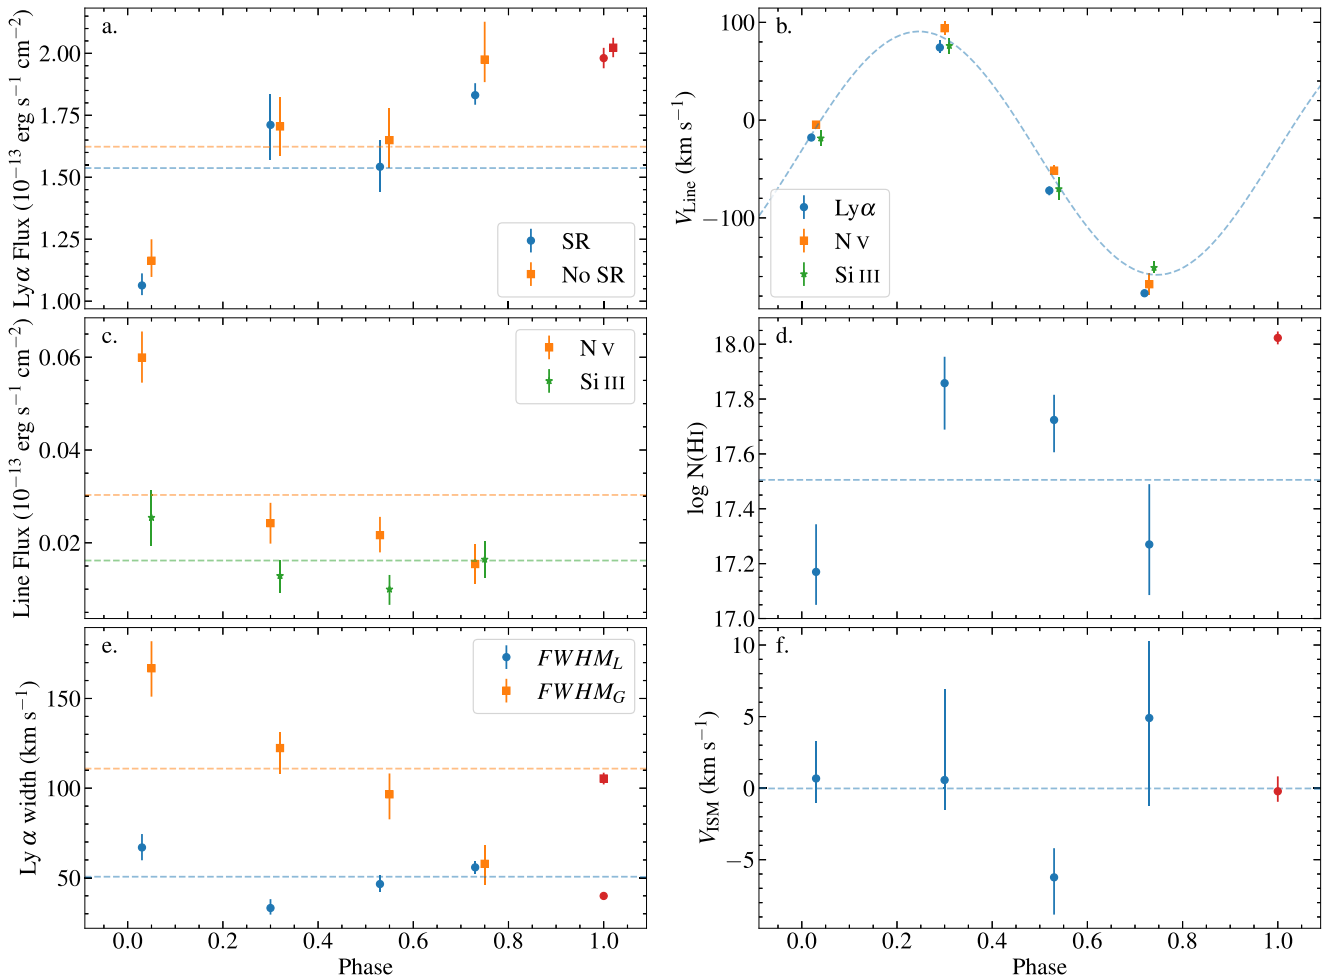 a.
Lyα Flux (10⁻¹³ erg s⁻¹ cm⁻²)
2.00
1.75
1.50
1.25
1.00
SR
No SR
b.
V_Line (km s⁻¹)
100
0
−100
Lyα
N V
Si III
c.
Line Flux (10⁻¹³ erg s⁻¹ cm⁻²)
0.06
0.04
0.02
N V
Si III
d.
log N(HI)
18.0
17.8
17.6
17.4
17.2
17.0
e.
Ly α width (km s⁻¹)
150
100
50
FWHM_L
FWHM_G
0.0 0.2 0.4 0.6 0.8 1.0
Phase
f.
V_ISM (km s⁻¹)
10
5
0
−5
0.0 0.2 0.4 0.6 0.8 1.0
Phase